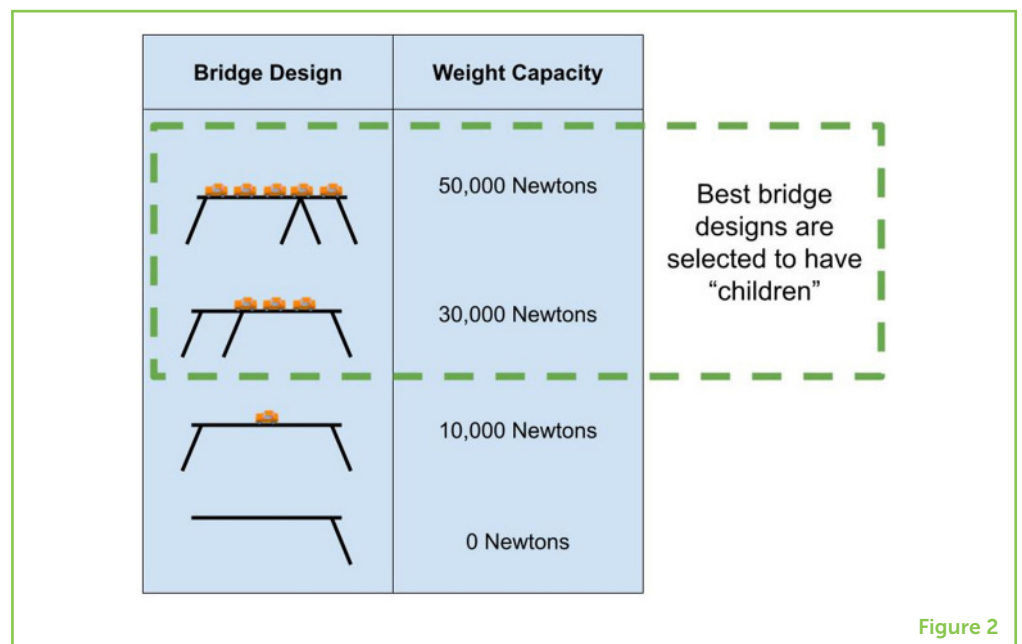 Bridge Design
Weight Capacity
50,000 Newtons
Best bridge
designs are
selected to have
“children”
30,000 Newtons
10,000 Newtons
0 Newtons
Figure 2